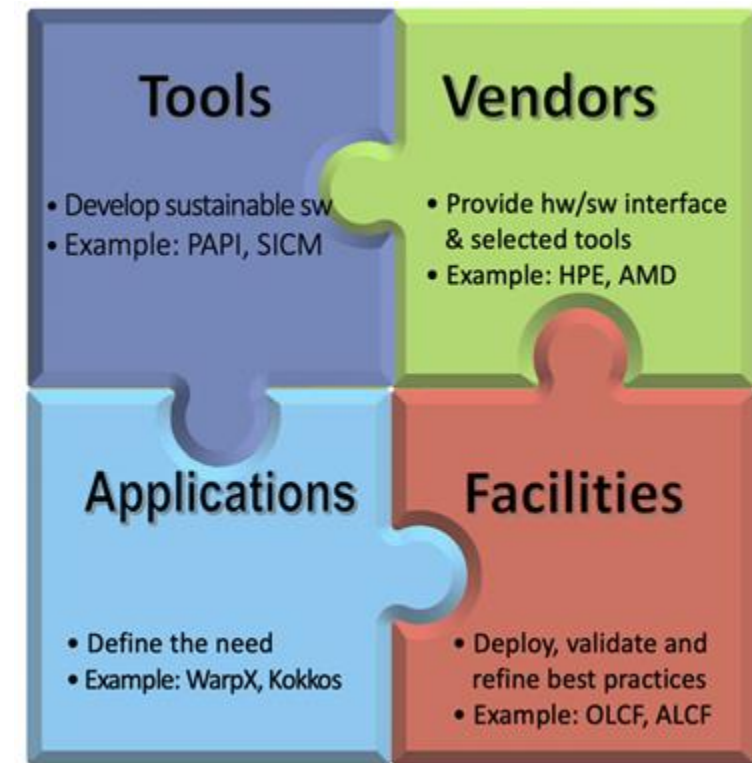 Tools
• Develop sustainable sw
• Example: PAPI, SICM
Vendors
• Provide hw/sw interface
& selected tools
• Example: HPE, AMD
Applications
• Define the need
• Example: WarpX, Kokkos
Facilities
• Deploy, validate and
refine best practices
• Example: OLCF, ALCF